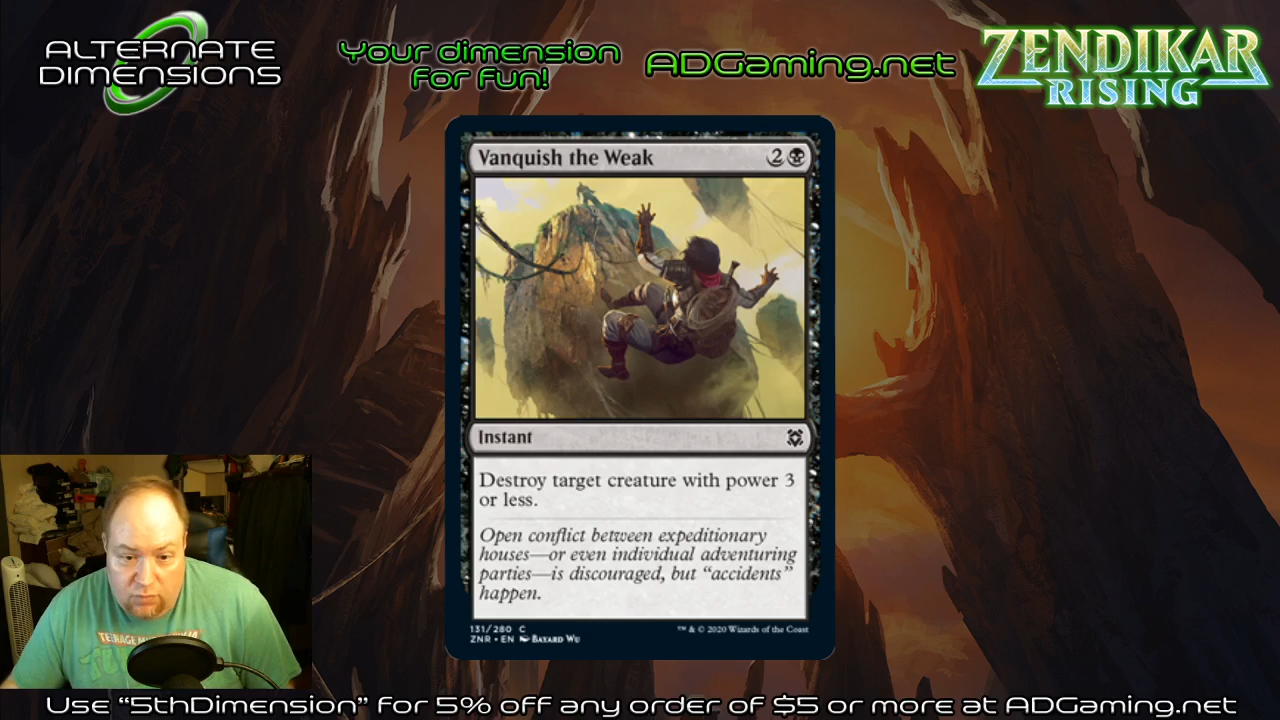 ALTERNATE
DIMENSIONS
Your dimension
for fun!
ADGaming.net
ZENDIKAR
RISING
Vanquish the Weak
2
Instant
Destroy target creature with power 3
or less.
Open conflict between expeditionary
houses—or even individual adventuring
parties—is discouraged, but “accidents”
happen.
131/280 C
ZNR • EN Bayard Wu
™ & © 2020 Wizards of the Coast
TEENAGE
Use “5thDimension” for 5% off any order of $5 or more at ADGaming.net